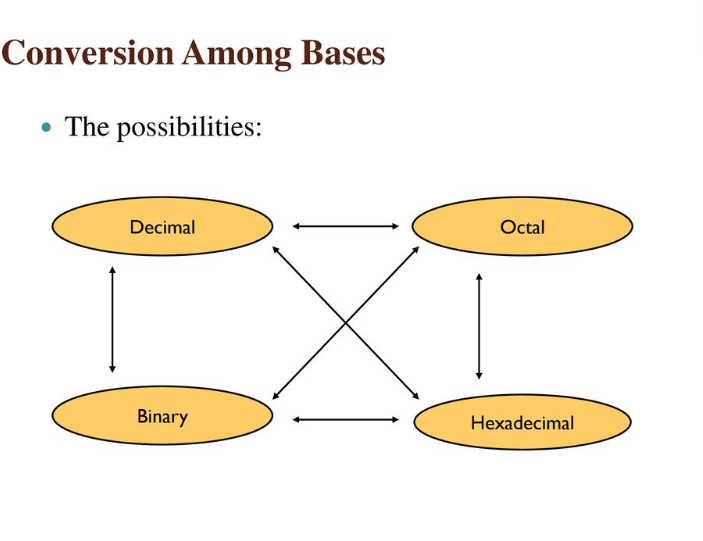 Conversion Among Bases
• The possibilities:
Decimal
Octal
Binary
Hexadecimal